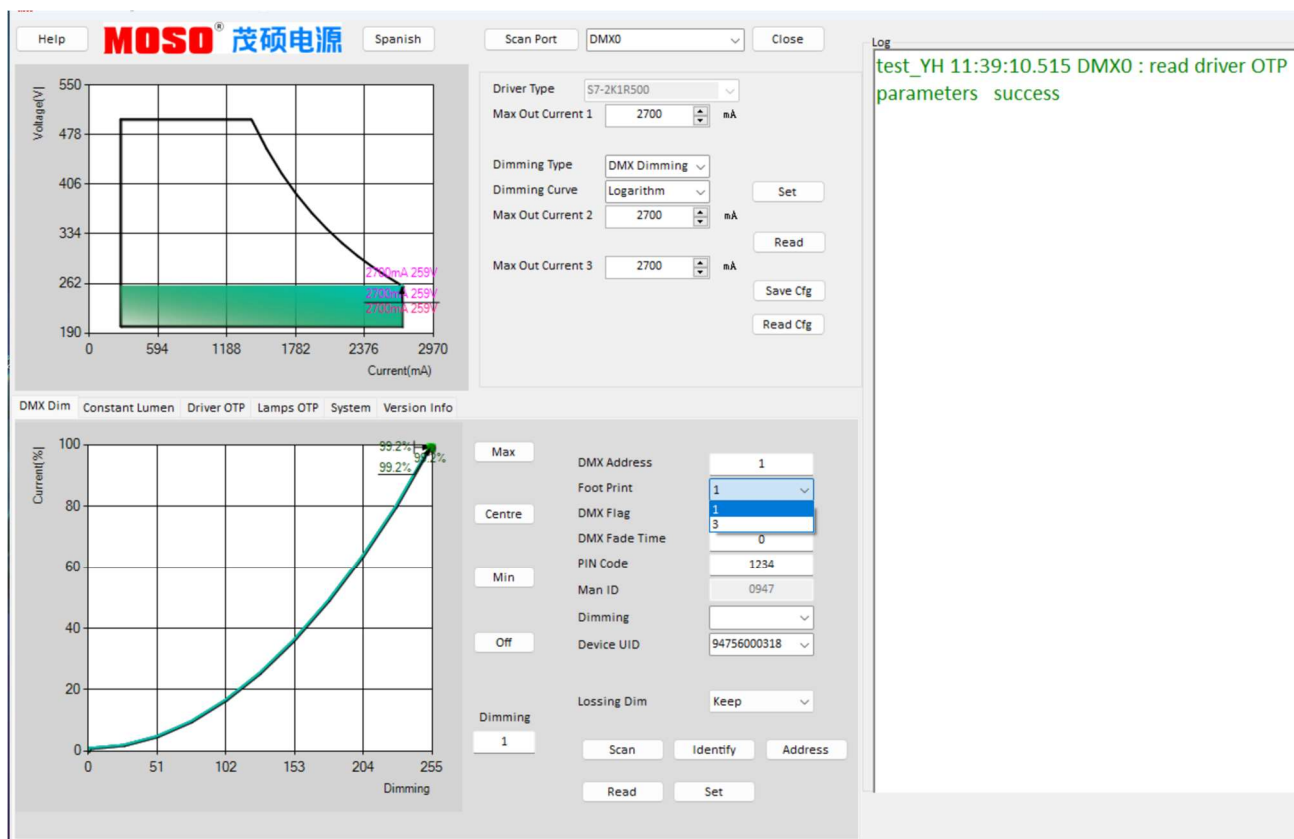 Help
MOSO® 茂硕电源
Spanish
Scan Port
DMX0
Close
Voltage[V]
550
478
406
334
262
190
0 594 1188 1782 2376 2970
Current(mA)
2700mA 259V
2700mA 259V
2700mA 259V
Driver Type S7-2K1R500
Max Out Current 1 2700 mA
Dimming Type DMX Dimming
Dimming Curve Logarithm
Set
Max Out Current 2 2700 mA
Read
Max Out Current 3 2700 mA
Save Cfg
Read Cfg
DMX Dim Constant Lumen Driver OTP Lamps OTP System Version Info
Current[%]
100
80
60
40
20
0
0 51 102 153 204 255
Dimming
99.2%
99.2%
99.2%
Max
Centre
Min
Off
Dimming
1
DMX Address 1
Foot Print 1
1
3
DMX Flag
DMX Fade Time 0
PIN Code 1234
Man ID 0947
Dimming
Device UID 94756000318
Lossing Dim Keep
Scan Identify Address
Read Set
Log
test_YH 11:39:10.515 DMX0 : read driver OTP
parameters success